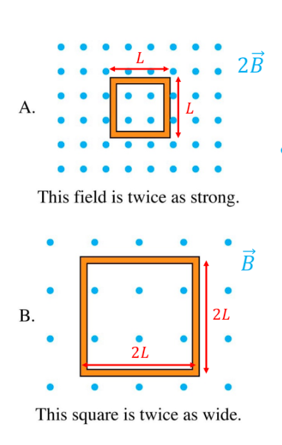 L
2B⃗
A.
L
This field is twice as strong.
B⃗
B.
2L
2L
This square is twice as wide.